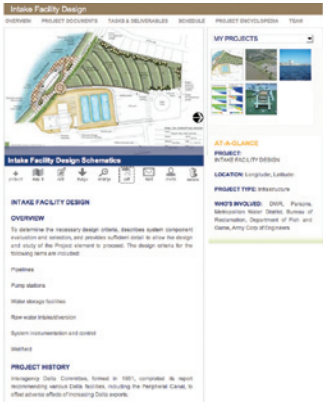 Intake Facility Design
OVERVIEW PROJECT DOCUMENTS TASKS & DELIVERABLES SCHEDULE PROJECT ENCYCLOPEDIA TEAM
MY PROJECTS
Intake Facility Design Schematics
AT-A-GLANCE
PROJECT:
INTAKE FACILITY DESIGN
LOCATION: Longitude, Latitude
PROJECT TYPE: Infrastructure
WHO'S INVOLVED: DWR, Parsons,
Metropolitan Water District, Bureau of
Reclamation, Department of Fish and
Game, Army Corp of Engineers
INTAKE FACILITY DESIGN
OVERVIEW
To determine the necessary design criteria, describes system component
evaluation and selection, and provides sufficient detail to allow the design
and study of the Project element to proceed. The design criteria for the
following items are included:
Pipelines
Pump stations
Water storage facilities
Raw water intake/diversion
System instrumentation and control
Wellfield
PROJECT HISTORY
Interagency Delta Committee, formed in 1961, completed its report
recommending various Delta facilities, including the Peripheral Canal, to
offset adverse affects of increasing Delta exports.